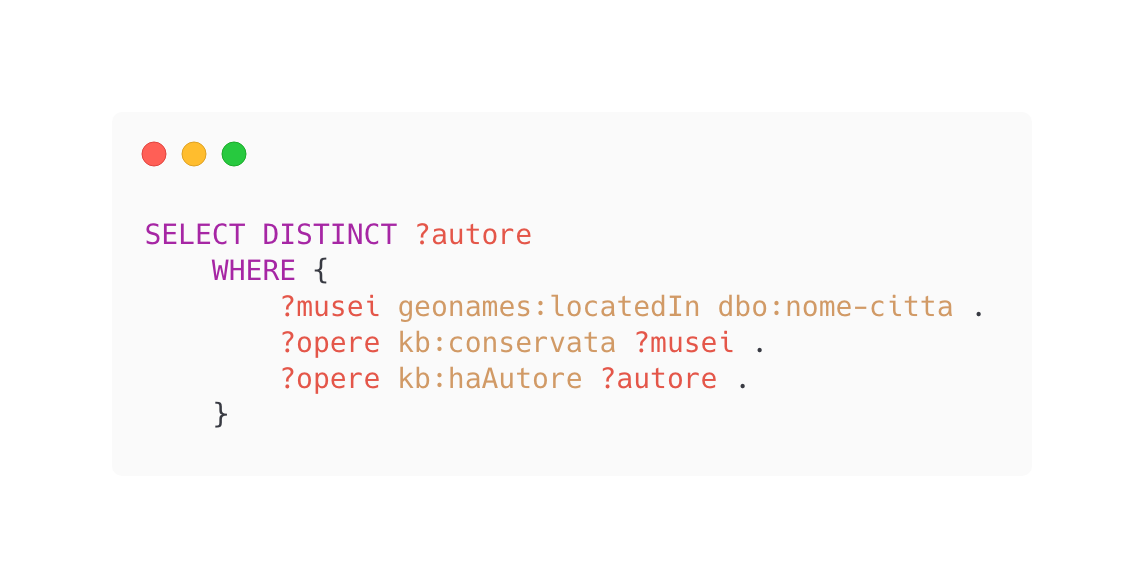 SELECT DISTINCT ?autore
WHERE {
?musei geonames:locatedIn dbo:nome-citta .
?opere kb:conservata ?musei .
?opere kb:haAutore ?autore .
}